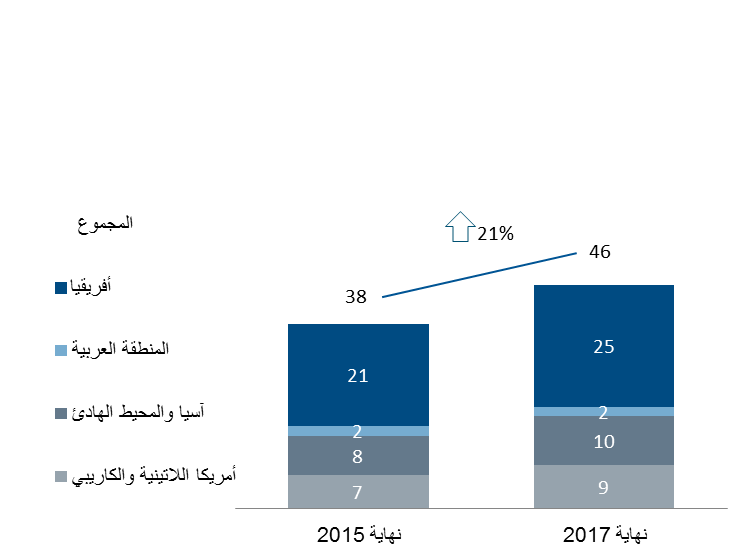 المجموع
21%
46
38
أفريقيا
25
21
المنطقة العربية
2
2
آسيا والمحيط الهادئ
10
8
أمريكا اللاتينية والكاريبي
9
7
نهاية 2015
نهاية 2017